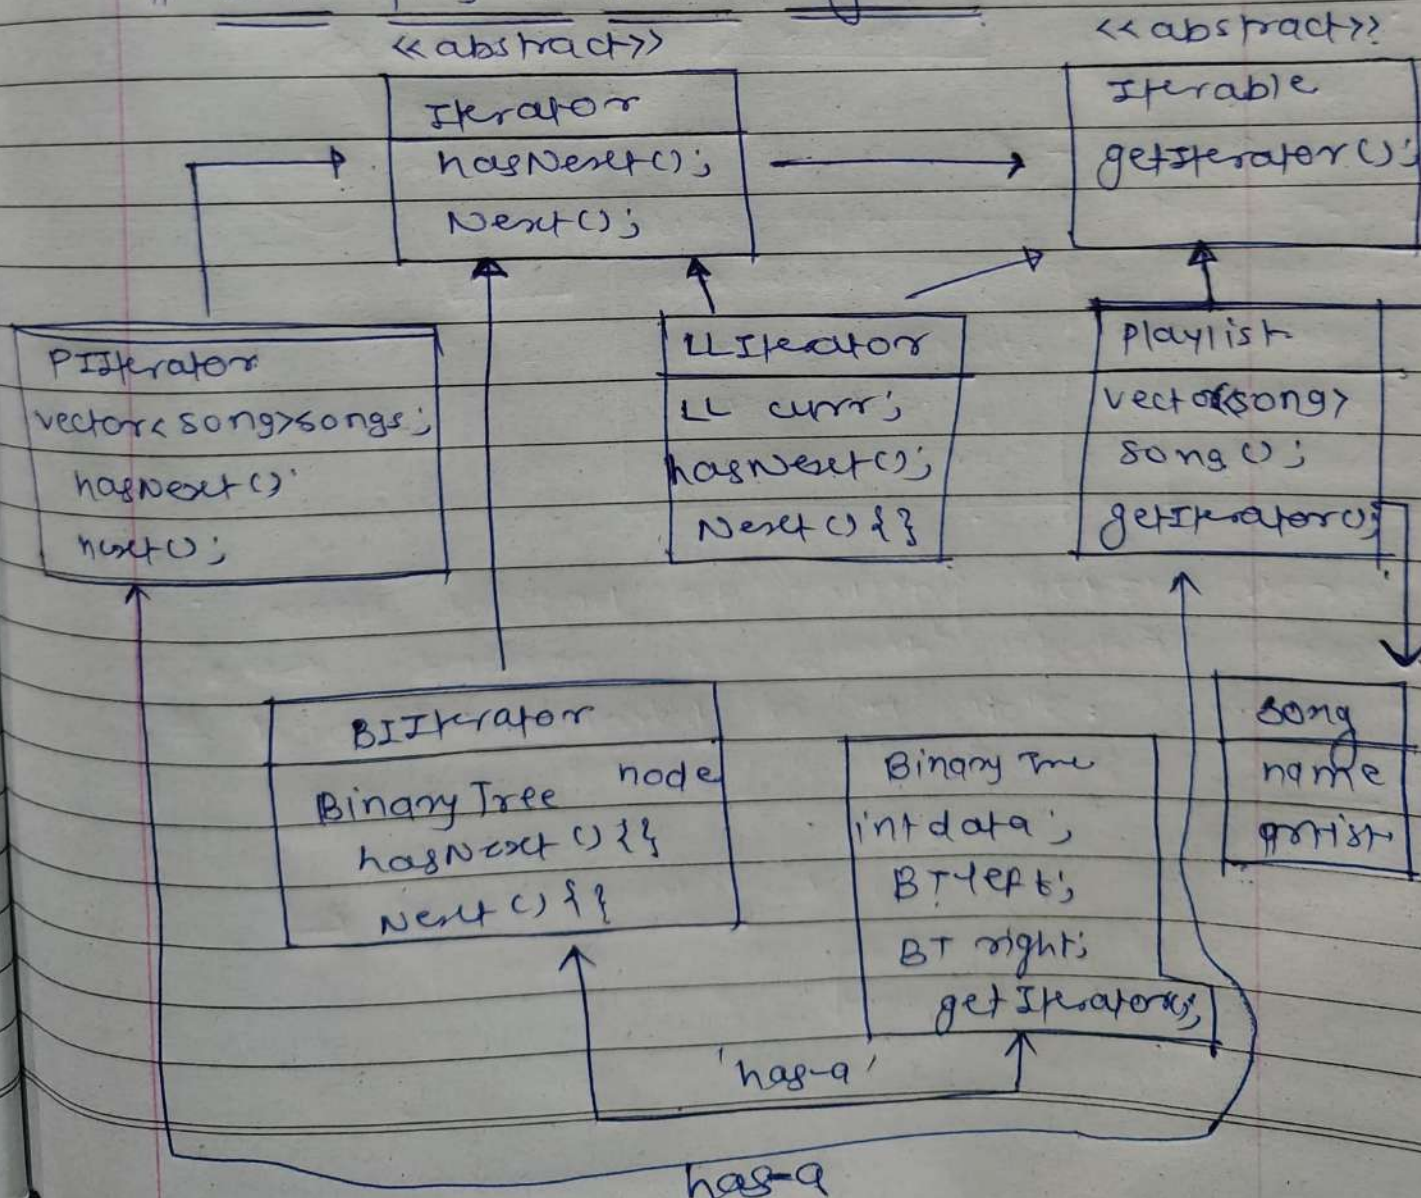 <<abstract>>
Iterator
hasNext();
Next();
<<abstract>>
Iterable
getIterator();
PIIterator
vector<song>songs;
hasNext()
next();
LLIterator
LL curr;
hasNext();
Next(){}
Playlist
vector<song>
song();
getIterator();
BIIterator
Binary Tree node
hasNext(){}
Next(){}
Binary Tree
int data;
BT left;
BT right;
getIterator();
song
name
artist
'has-a'
has-a